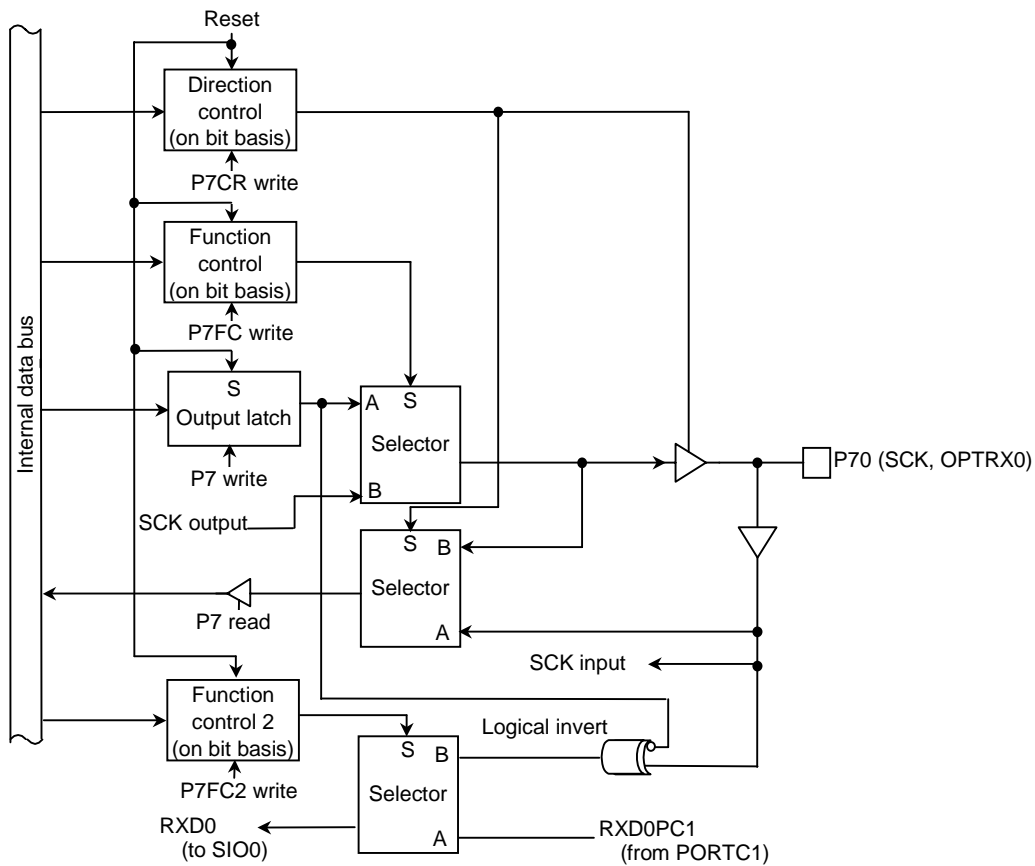 Reset
Direction
control
(on bit basis)
P7CR write
Function
control
(on bit basis)
P7FC write
Internal data bus
S
Output latch
P7 write
A
S
Selector
B
SCK output
P70 (SCK, OPTRX0)
S
B
Selector
A
P7 read
SCK input
Function
control 2
(on bit basis)
P7FC2 write
Logical invert
S
B
Selector
A
RXD0
(to SIO0)
RXD0PC1
(from PORTC1)